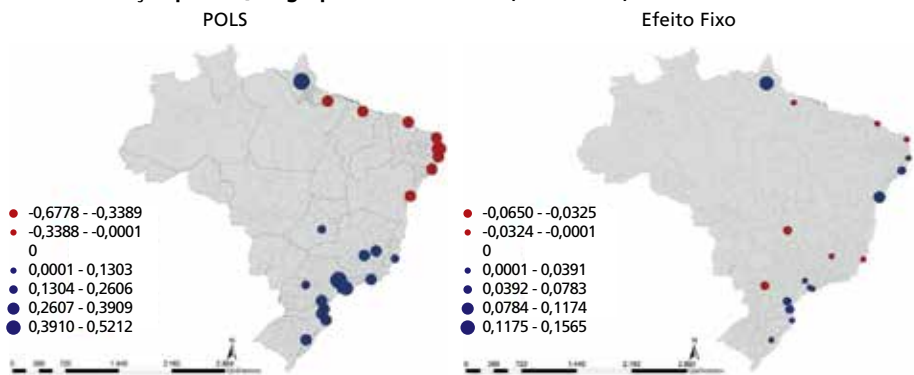 POLS
Efeito Fixo
-0,6778 - -0,3389
-0,3388 - -0,0001
0
0,0001 - 0,1303
0,1304 - 0,2606
0,2607 - 0,3909
0,3910 - 0,5212
-0,0650 - -0,0325
-0,0324 - -0,0001
0
0,0001 - 0,0391
0,0392 - 0,0783
0,0784 - 0,1174
0,1175 - 0,1565